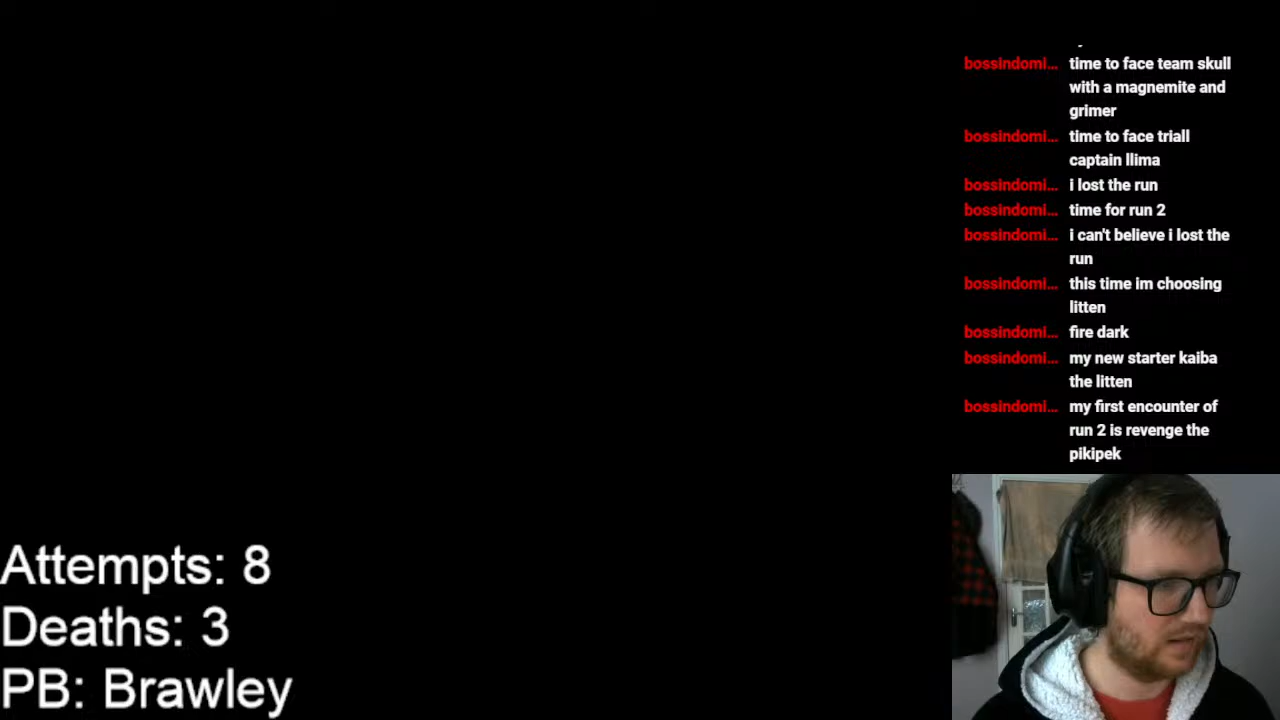 bossindomi... time to face team skull
with a magnemite and
grimer
bossindomi... time to face triall
captain llima
bossindomi... i lost the run
bossindomi... time for run 2
bossindomi... i can't believe i lost the
run
bossindomi... this time im choosing
litten
bossindomi... fire dark
bossindomi... my new starter kaiba
the litten
bossindomi... my first encounter of
run 2 is revenge the
pikipek
Attempts: 8
Deaths: 3
PB: Brawley